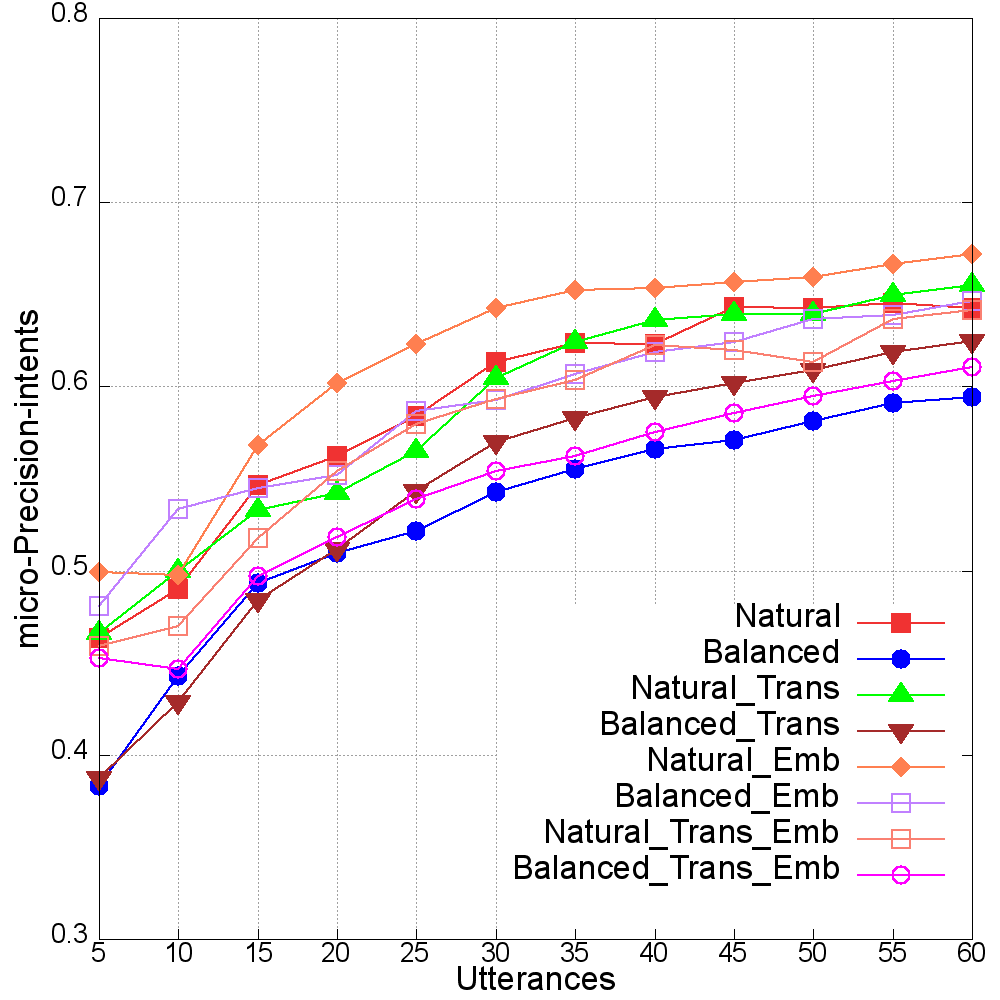 0.8
0.7
0.6
0.5
0.4
0.3
micro-Precision-intents
Natural
Balanced
Natural_Trans
Balanced_Trans
Natural_Emb
Balanced_Emb
Natural_Trans_Emb
Balanced_Trans_Emb
5 10 15 20 25 30 35 40 45 50 55 60
Utterances